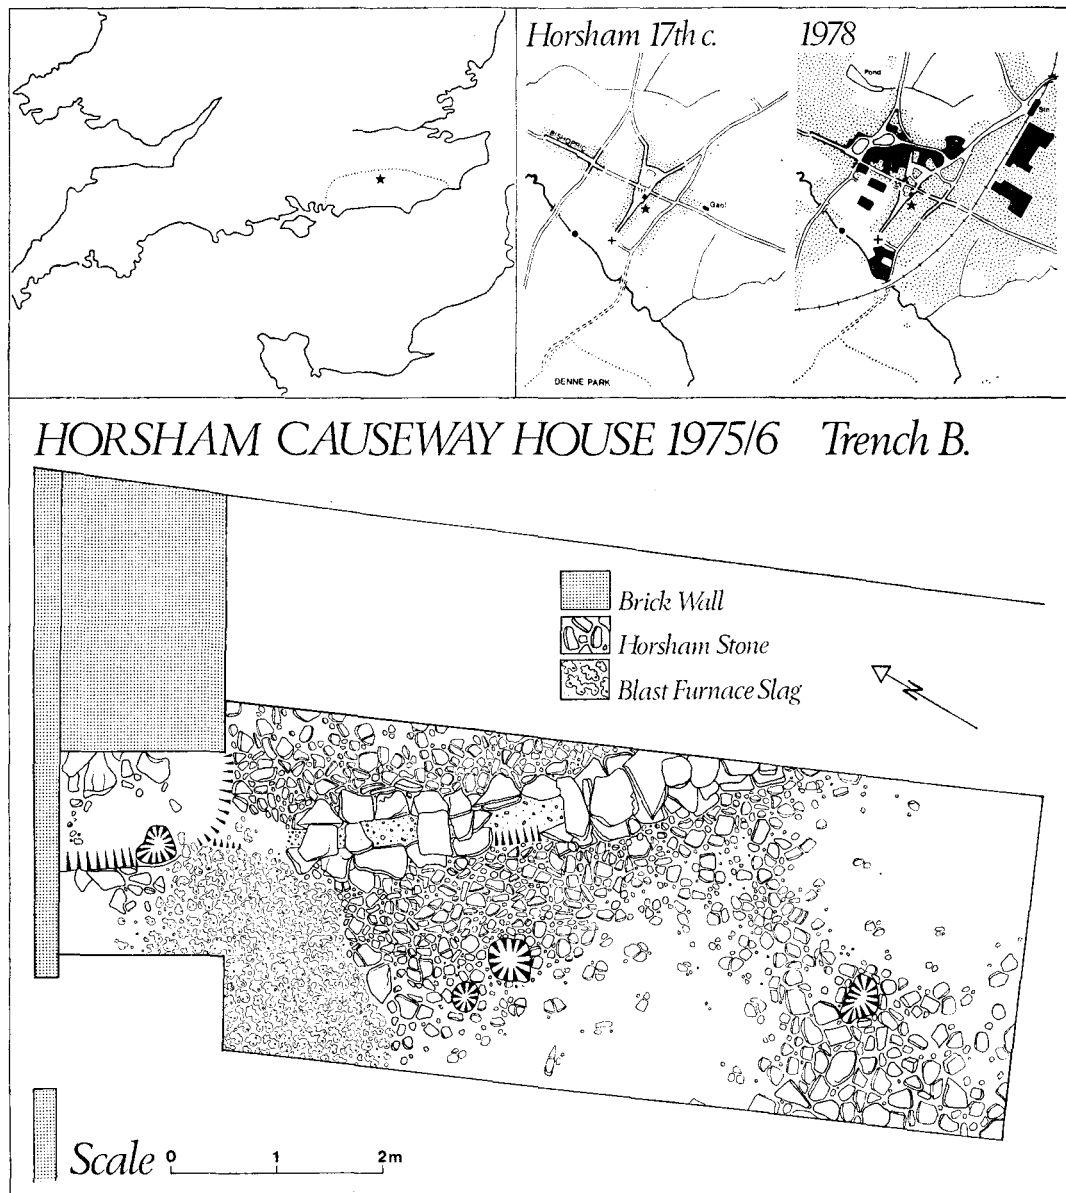 Horsham 17th c.
1978
BISHOPRIC
Gaol
DENNE PARK
Pond
Stn
HORSHAM CAUSEWAY HOUSE 1975/6 Trench B.
Brick Wall
Horsham Stone
Blast Furnace Slag
N
Scale 0 1 2m